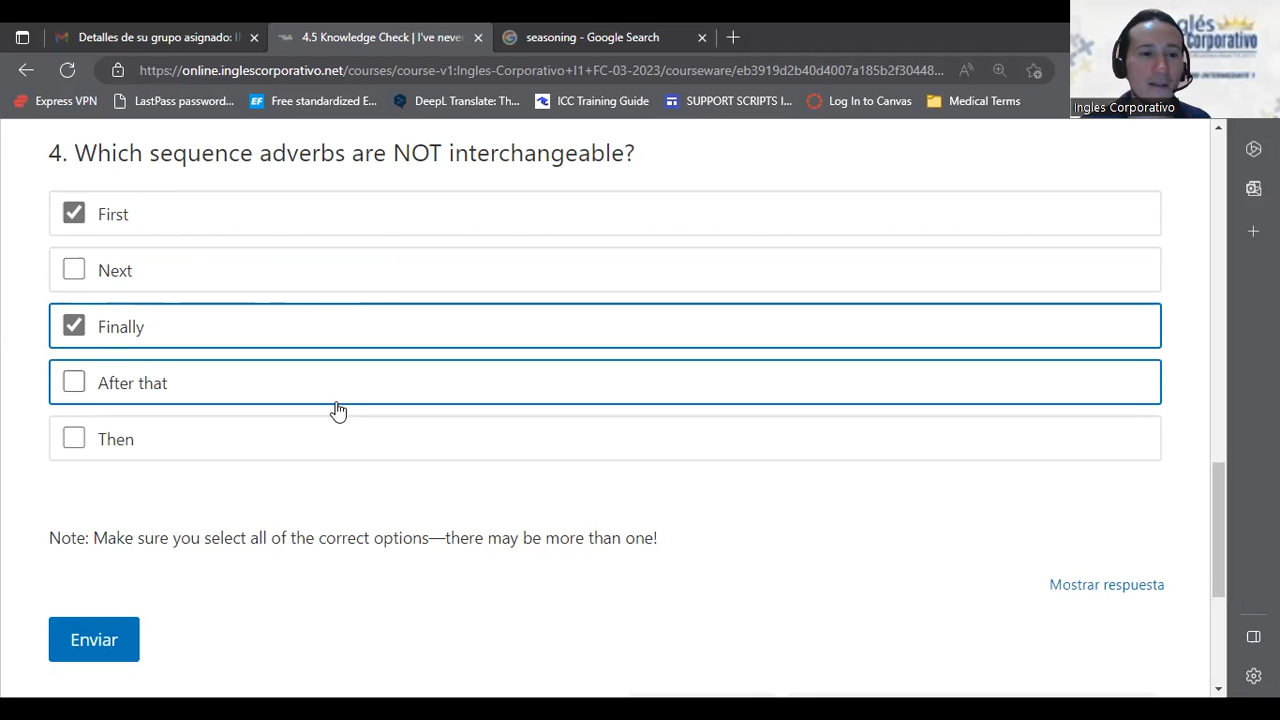 Detalles de su grupo asignado: II
4.5 Knowledge Check | I've never
seasoning - Google Search
https://online.inglescorporativo.net/courses/course-v1:Ingles-Corporativo+I1+FC-03-2023/courseware/eb3919d2b40d4007a185b2f30448...
Express VPN
LastPass password...
EF Free standardized E...
DeepL Translate: Th...
ICC Training Guide
SUPPORT SCRIPTS I...
Log In to Canvas
Medical Terms
Ingles Corporativo
4. Which sequence adverbs are NOT interchangeable?
First
Next
Finally
After that
Then
Note: Make sure you select all of the correct options—there may be more than one!
Mostrar respuesta
Enviar